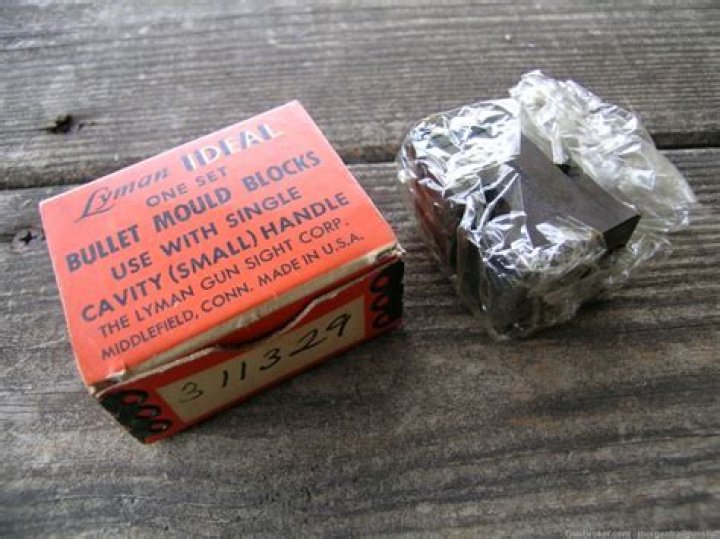 Lyman IDEAL
ONE SET
BULLET MOULD BLOCKS
USE WITH SINGLE
CAVITY (SMALL) HANDLE
THE LYMAN GUN SIGHT CORP.
MIDDLEFIELD, CONN. MADE IN U.S.A.
311329